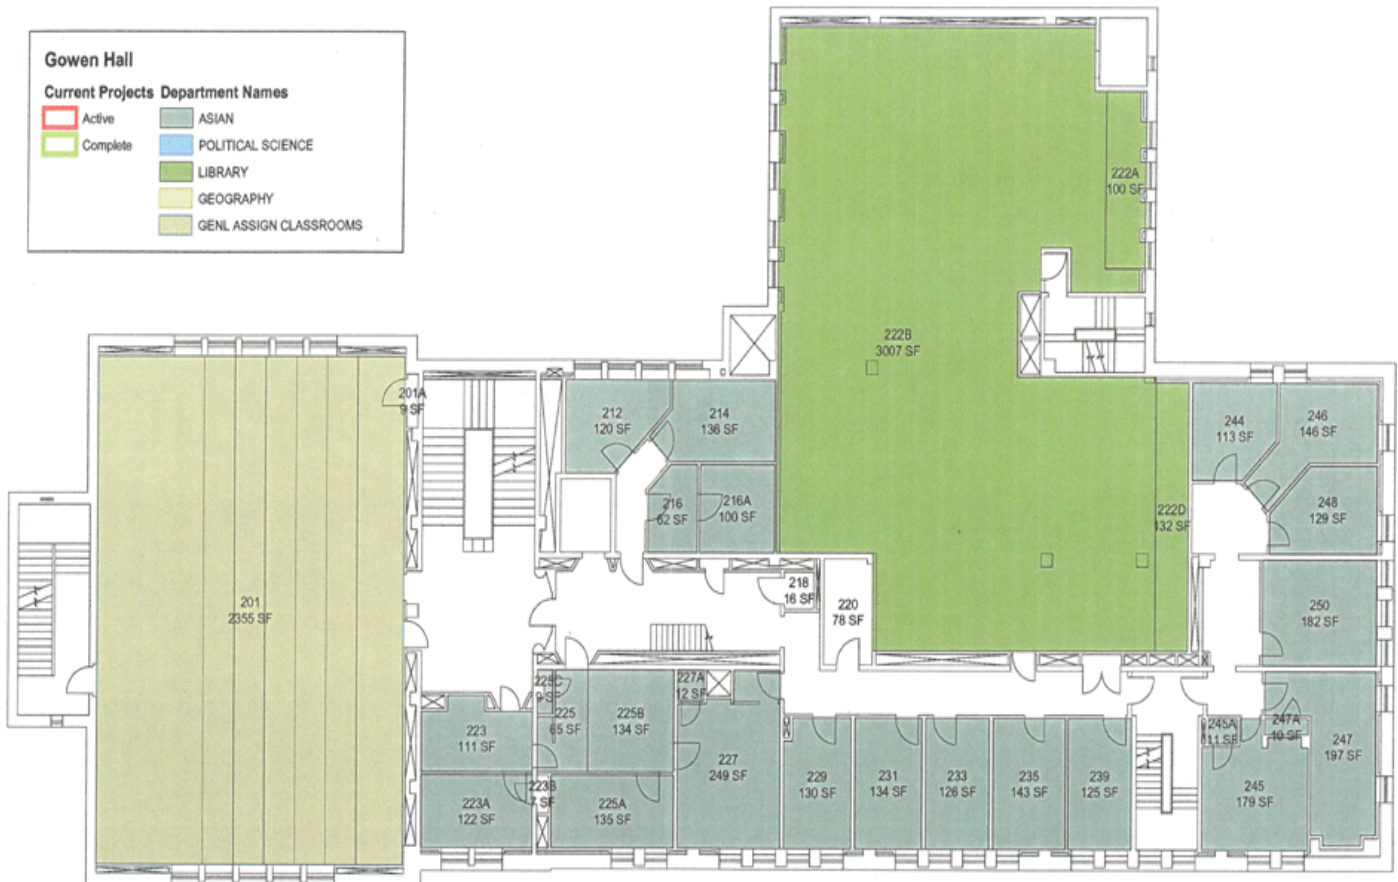 Gowen Hall
Current Projects Department Names
Active
ASIAN
Complete
POLITICAL SCIENCE
LIBRARY
GEOGRAPHY
GENL ASSIGN CLASSROOMS
222A
100 SF
222B
3007 SF
201A
9 SF
212
120 SF
214
136 SF
244
113 SF
246
146 SF
216
62 SF
216A
100 SF
222D
132 SF
248
129 SF
201
2355 SF
218
16 SF
220
78 SF
250
182 SF
225C
9 SF
225
65 SF
225B
134 SF
227A
12 SF
223
111 SF
227
249 SF
229
130 SF
231
134 SF
233
126 SF
235
143 SF
239
125 SF
245A
11 SF
247A
10 SF
247
197 SF
223A
122 SF
223B
7 SF
225A
135 SF
245
179 SF